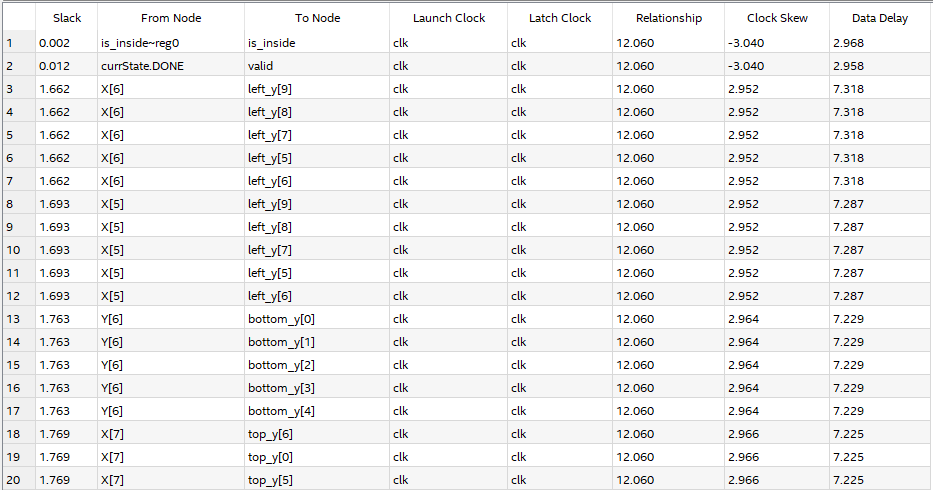 Slack From Node To Node Launch Clock Latch Clock Relationship Clock Skew Data Delay
1 0.002 is_inside~reg0 is_inside clk clk 12.060 -3.040 2.968
2 0.012 currState.DONE valid clk clk 12.060 -3.040 2.958
3 1.662 X[6] left_y[9] clk clk 12.060 2.952 7.318
4 1.662 X[6] left_y[8] clk clk 12.060 2.952 7.318
5 1.662 X[6] left_y[7] clk clk 12.060 2.952 7.318
6 1.662 X[6] left_y[5] clk clk 12.060 2.952 7.318
7 1.662 X[6] left_y[6] clk clk 12.060 2.952 7.318
8 1.693 X[5] left_y[9] clk clk 12.060 2.952 7.287
9 1.693 X[5] left_y[8] clk clk 12.060 2.952 7.287
10 1.693 X[5] left_y[7] clk clk 12.060 2.952 7.287
11 1.693 X[5] left_y[5] clk clk 12.060 2.952 7.287
12 1.693 X[5] left_y[6] clk clk 12.060 2.952 7.287
13 1.763 Y[6] bottom_y[0] clk clk 12.060 2.964 7.229
14 1.763 Y[6] bottom_y[1] clk clk 12.060 2.964 7.229
15 1.763 Y[6] bottom_y[2] clk clk 12.060 2.964 7.229
16 1.763 Y[6] bottom_y[3] clk clk 12.060 2.964 7.229
17 1.763 Y[6] bottom_y[4] clk clk 12.060 2.964 7.229
18 1.769 X[7] top_y[6] clk clk 12.060 2.966 7.225
19 1.769 X[7] top_y[0] clk clk 12.060 2.966 7.225
20 1.769 X[7] top_y[5] clk clk 12.060 2.966 7.225